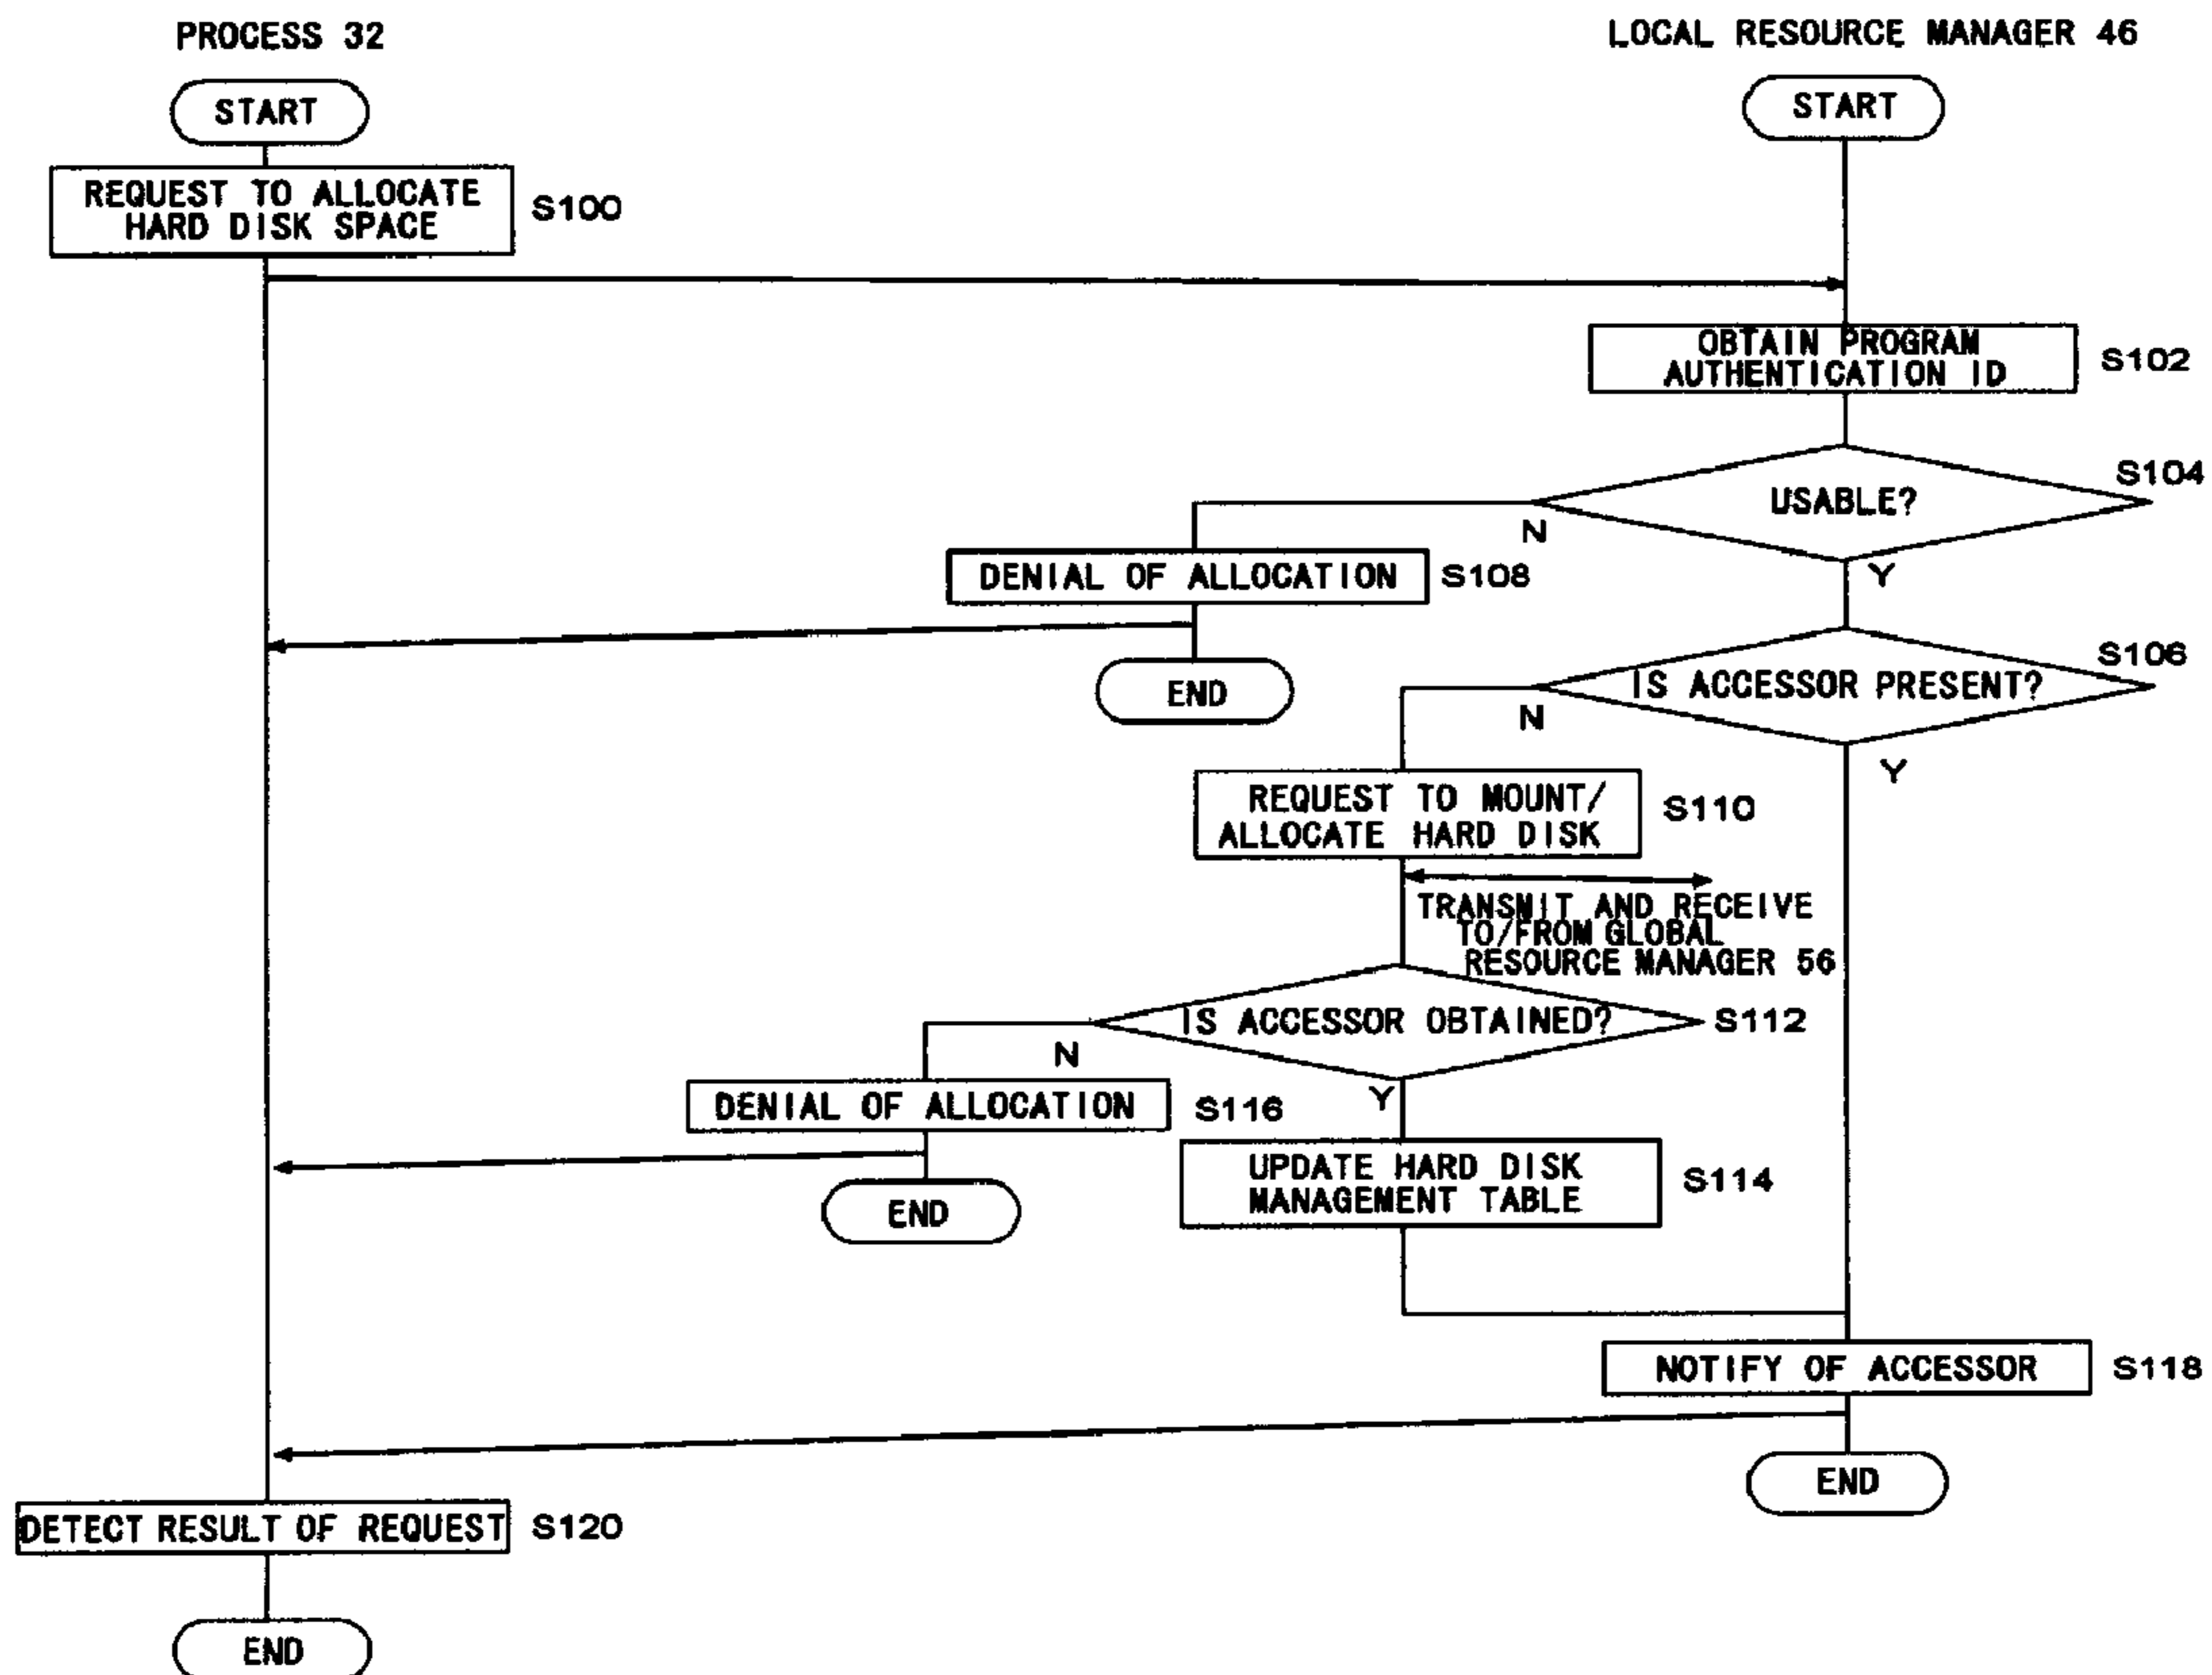 PROCESS 32
LOCAL RESOURCE MANAGER 46
START
START
REQUEST TO ALLOCATE
HARD DISK SPACE
S100
OBTAIN PROGRAM
AUTHENTICATION ID
S102
USABLE?
S104
N
Y
DENIAL OF ALLOCATION
S108
END
IS ACCESSOR PRESENT?
S106
N
Y
REQUEST TO MOUNT/
ALLOCATE HARD DISK
S110
TRANSMIT AND RECEIVE
TO/FROM GLOBAL
RESOURCE MANAGER 56
IS ACCESSOR OBTAINED?
S112
N
Y
DENIAL OF ALLOCATION
S116
END
UPDATE HARD DISK
MANAGEMENT TABLE
S114
NOTIFY OF ACCESSOR
S118
END
DETECT RESULT OF REQUEST
S120
END